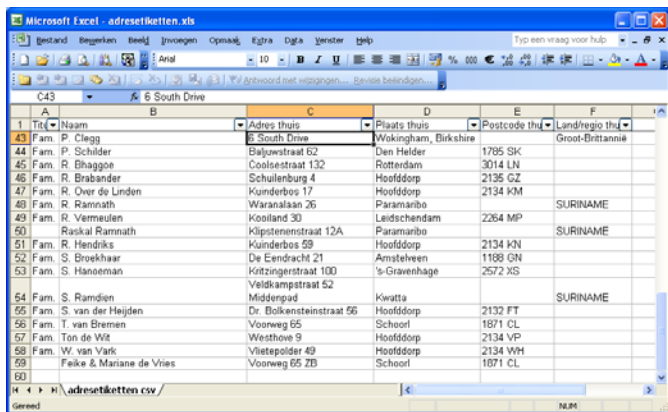 Microsoft Excel - adresetiketten.xls
Bestand Bewerken Beeld Invoegen Opmaak Extra Data Venster Help Typ een vraag voor hulp
Arial 10 B I U 000 €
Antwoord met wijzigingen... Revisie beëindigen...
C43 fx 6 South Drive
A B C D E F
1 Tit Naam Adres thuis Plaats thuis Postcode thu Land/regio thu
43 Fam. P. Clegg 6 South Drive Wokingham, Birkshire Groot-Brittannië
44 Fam. P. Schilder Baljuwstraat 62 Den Helder 1785 SK
45 Fam. R. Bhaggoe Coolsestraat 132 Rotterdam 3014 LN
46 Fam. R. Brabander Schuilenburg 4 Hoofddorp 2135 GZ
47 Fam. R. Over de Linden Kuinderbos 17 Hoofddorp 2134 KM
48 Fam. R. Ramnath Waranalaan 26 Paramaribo SURINAME
49 Fam. R. Vermeulen Kooiland 30 Leidschendam 2264 MP
50 Raskal Ramnath Klipstenenstraat 12A Paramaribo SURINAME
51 Fam. R. Hendriks Kuinderbos 59 Hoofddorp 2134 KN
52 Fam. S. Broekhaar De Eendracht 21 Amstelveen 1188 GN
53 Fam. S. Hanoeman Kritzingerstraat 100 's-Gravenhage 2572 XS
Veldkampstraat 52
54 Fam. S. Ramdien Middenpad Kwatta SURINAME
55 Fam. S. van der Heijden Dr. Bolkensteinstraat 56 Hoofddorp 2132 FT
56 Fam. T. van Bremen Voorweg 65 Schoorl 1871 CL
57 Fam. Ton de Wit Westhove 9 Hoofddorp 2134 VP
58 Fam. W. van Vark Vlietepolder 49 Hoofddorp 2134 WH
59 Feike & Mariane de Vries Voorweg 65 ZB Schoorl 1871 CL
60
adresetiketten csv
Gereed NUM